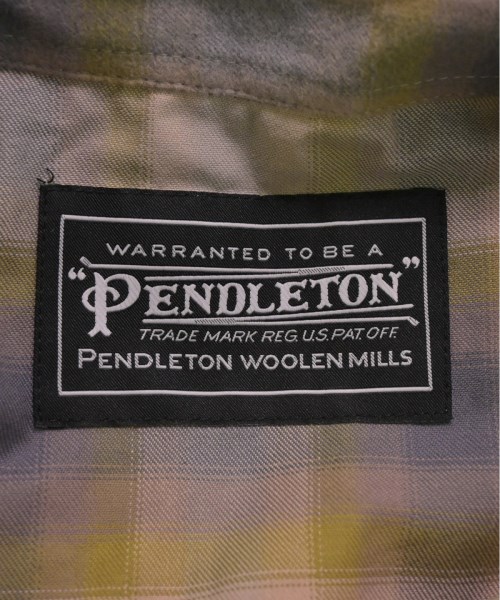 WARRANTED TO BE A
"PENDLETON"
TRADE MARK REG. U.S. PAT. OFF.
PENDLETON WOOLEN MILLS